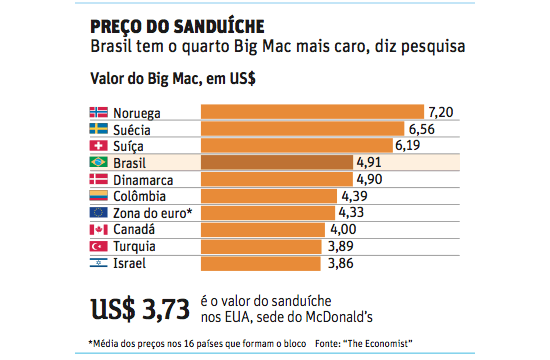 PREÇO DO SANDUÍCHE
Brasil tem o quarto Big Mac mais caro, diz pesquisa
Valor do Big Mac, em US$
Noruega 7,20
Suécia 6,56
Suíça 6,19
Brasil 4,91
Dinamarca 4,90
Colômbia 4,39
Zona do euro* 4,33
Canadá 4,00
Turquia 3,89
Israel 3,86
US$ 3,73 é o valor do sanduíche
nos EUA, sede do McDonald's
*Média dos preços nos 16 países que formam o bloco Fonte: "The Economist"